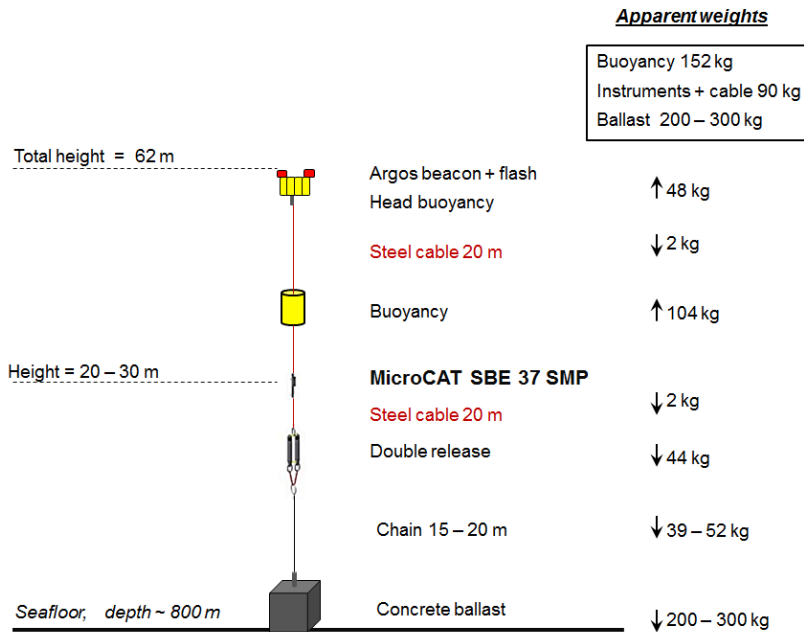 Apparent weights
Buoyancy 152 kg
Instruments + cable 90 kg
Ballast 200 – 300 kg
Total height = 62 m
Argos beacon + flash
Head buoyancy
48 kg
Steel cable 20 m
2 kg
Buoyancy
104 kg
Height = 20 – 30 m
MicroCAT SBE 37 SMP
Steel cable 20 m
2 kg
Double release
44 kg
Chain 15 – 20 m
39 – 52 kg
Seafloor, depth ~ 800 m
Concrete ballast
200 – 300 kg